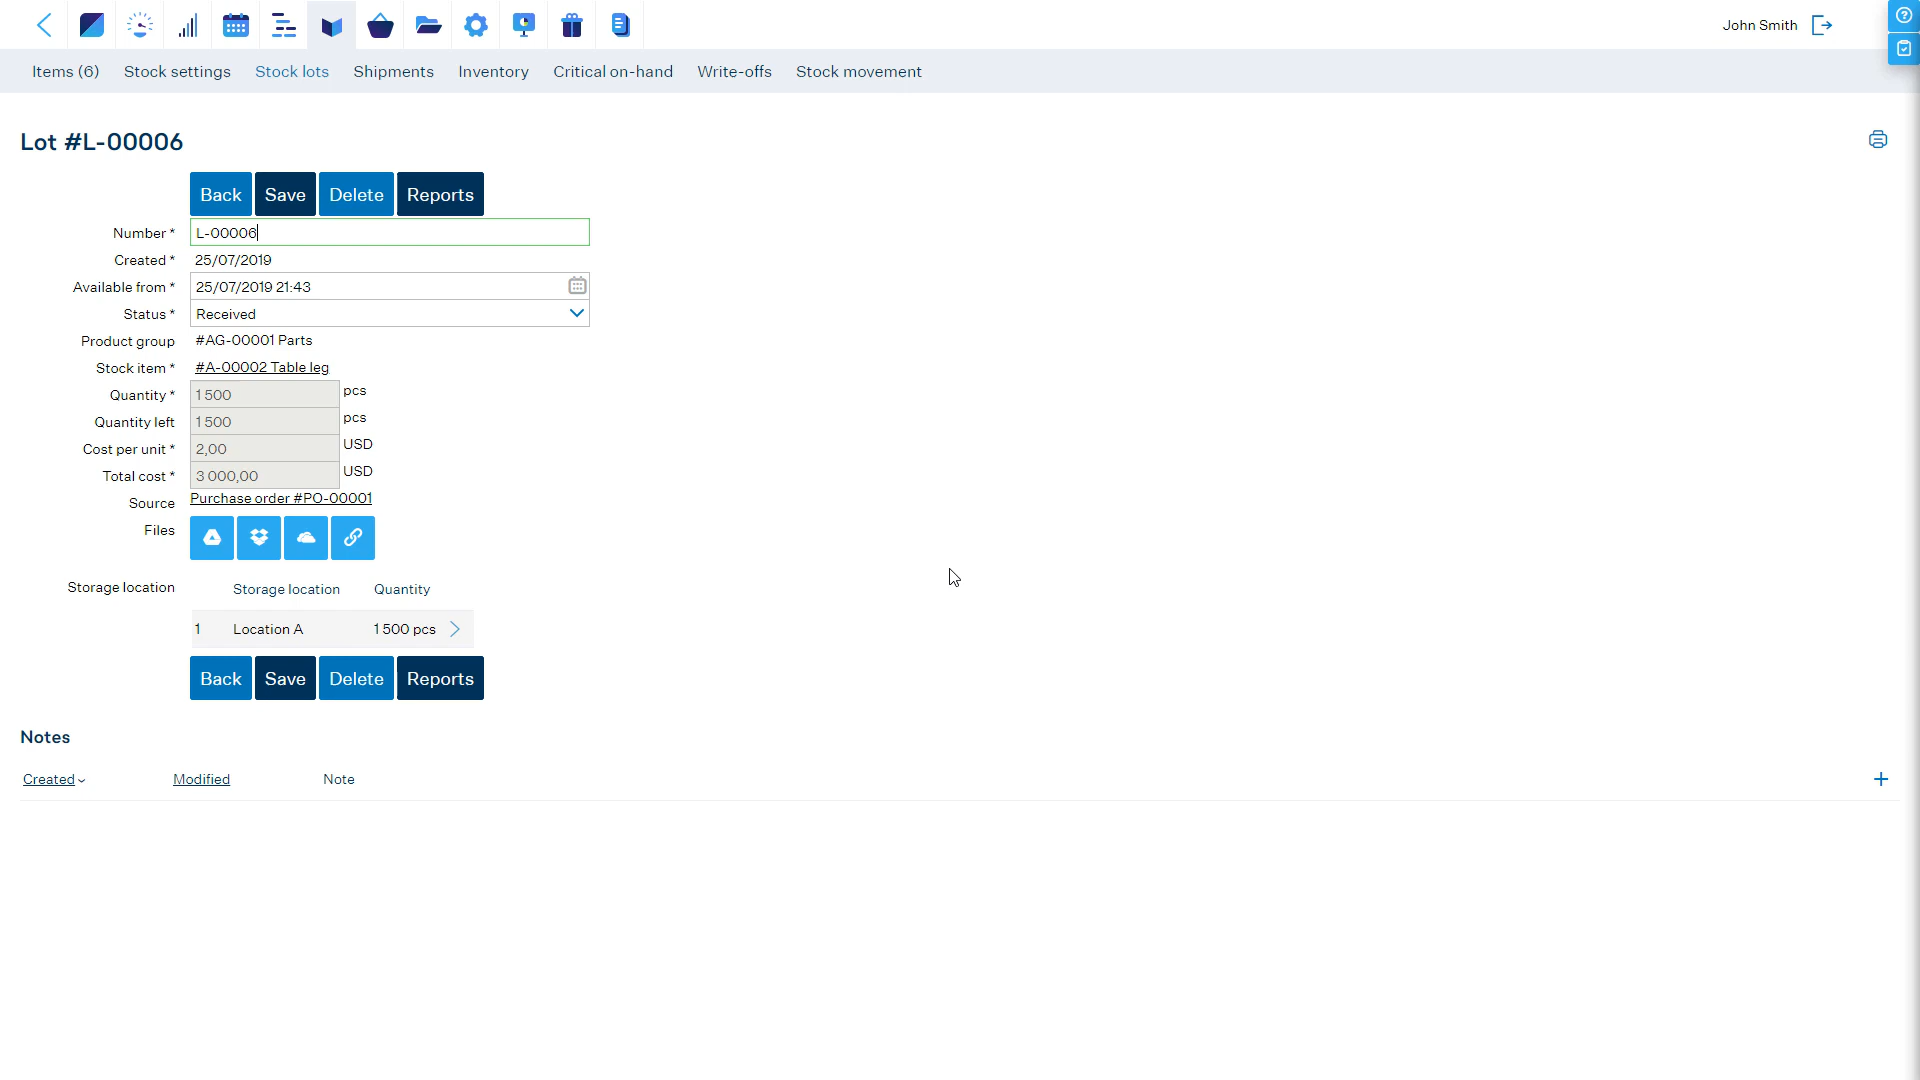 John Smith
Items (6) Stock settings Stock lots Shipments Inventory Critical on-hand Write-offs Stock movement
Lot #L-00006
Back Save Delete Reports
Number * L-00006
Created * 25/07/2019
Available from * 25/07/2019 21:43
Status * Received
Product group #AG-00001 Parts
Stock item * #A-00002 Table leg
Quantity * 1 500 pcs
Quantity left 1 500 pcs
Cost per unit * 2,00 USD
Total cost * 3 000,00 USD
Source Purchase order #PO-00001
Files
Storage location Storage location Quantity
1 Location A 1 500 pcs
Back Save Delete Reports
Notes
Created Modified Note